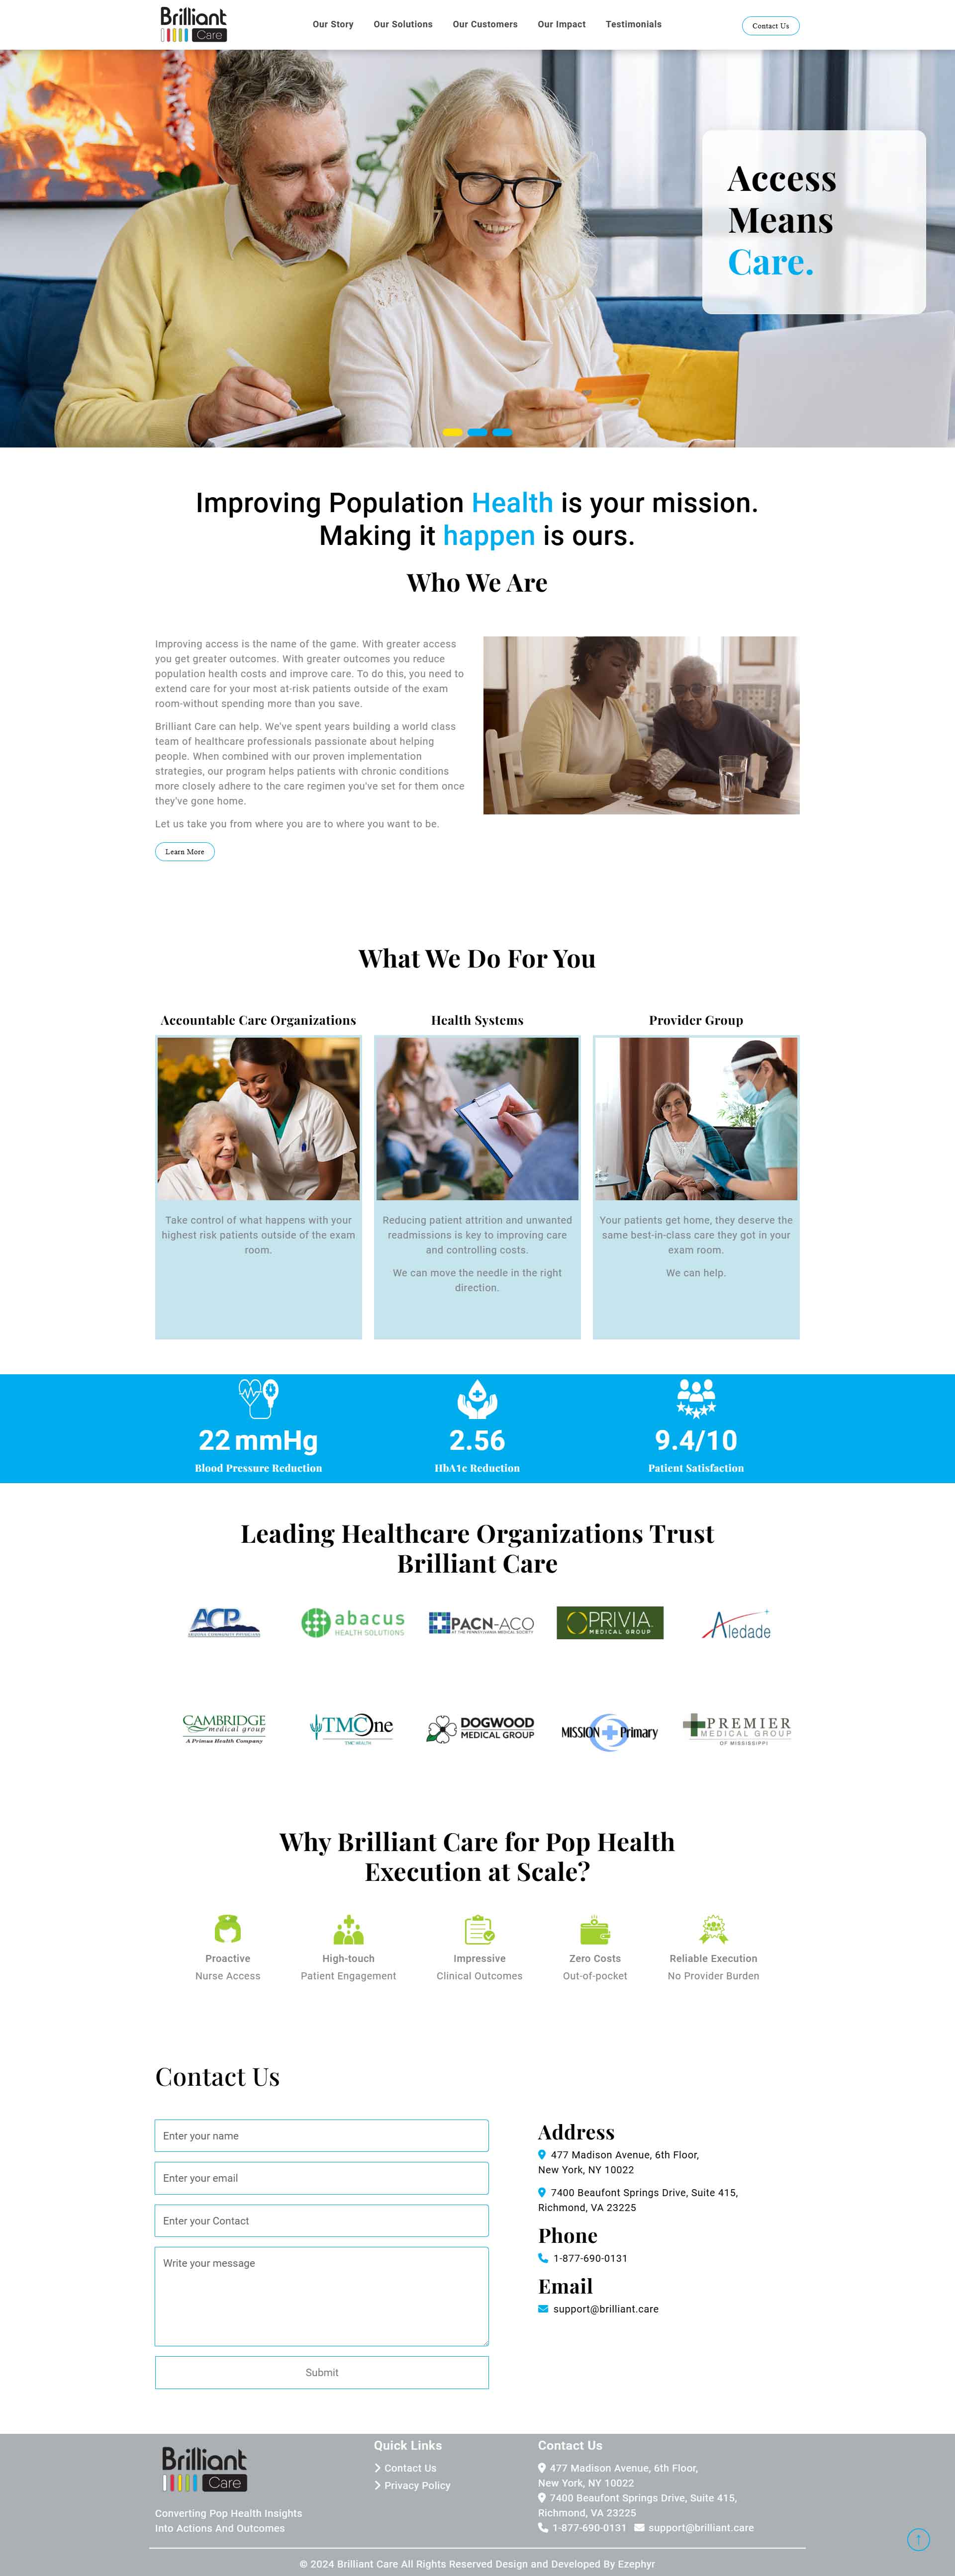 Brilliant
Care
Our Story Our Solutions Our Customers Our Impact Testimonials
Contact Us
Access
Means
Care.
Improving Population Health is your mission.
Making it happen is ours.
Who We Are
Improving access is the name of the game. With greater access
you get greater outcomes. With greater outcomes you reduce
population health costs and improve care. To do this, you need to
extend care for your most at-risk patients outside of the exam
room-without spending more than you save.
Brilliant Care can help. We've spent years building a world class
team of healthcare professionals passionate about helping
people. When combined with our proven implementation
strategies, our program helps patients with chronic conditions
more closely adhere to the care regimen you've set for them once
they've gone home.
Let us take you from where you are to where you want to be.
Learn More
What We Do For You
Accountable Care Organizations
Take control of what happens with your
highest risk patients outside of the exam
room.
Health Systems
Reducing patient attrition and unwanted
readmissions is key to improving care
and controlling costs.
We can move the needle in the right
direction.
Provider Group
Your patients get home, they deserve the
same best-in-class care they got in your
exam room.
We can help.
22 mmHg
Blood Pressure Reduction
2.56
HbA1c Reduction
9.4/10
Patient Satisfaction
Leading Healthcare Organizations Trust
Brilliant Care
ACP
ARIZONA COMMUNITY PHYSICIANS
abacus
HEALTH SOLUTIONS
PACN-ACO
AT THE PENNSYLVANIA MEDICAL SOCIETY
PRIVIA
MEDICAL GROUP
Aledade
CAMBRIDGE
medical group
A Primus Health Company
TMCOne
TMC HEALTH
DOGWOOD
MEDICAL GROUP
MISSION Primary
PREMIER
MEDICAL GROUP
OF MISSISSIPPI
Why Brilliant Care for Pop Health
Execution at Scale?
Proactive
Nurse Access
High-touch
Patient Engagement
Impressive
Clinical Outcomes
Zero Costs
Out-of-pocket
Reliable Execution
No Provider Burden
Contact Us
Enter your name
Enter your email
Enter your Contact
Write your message
Submit
Address
477 Madison Avenue, 6th Floor,
New York, NY 10022
7400 Beaufont Springs Drive, Suite 415,
Richmond, VA 23225
Phone
1-877-690-0131
Email
support@brilliant.care
Brilliant
Care
Converting Pop Health Insights
Into Actions And Outcomes
Quick Links
Contact Us
Privacy Policy
Contact Us
477 Madison Avenue, 6th Floor,
New York, NY 10022
7400 Beaufont Springs Drive, Suite 415,
Richmond, VA 23225
1-877-690-0131 support@brilliant.care
© 2024 Brilliant Care All Rights Reserved Design and Developed By Ezephyr